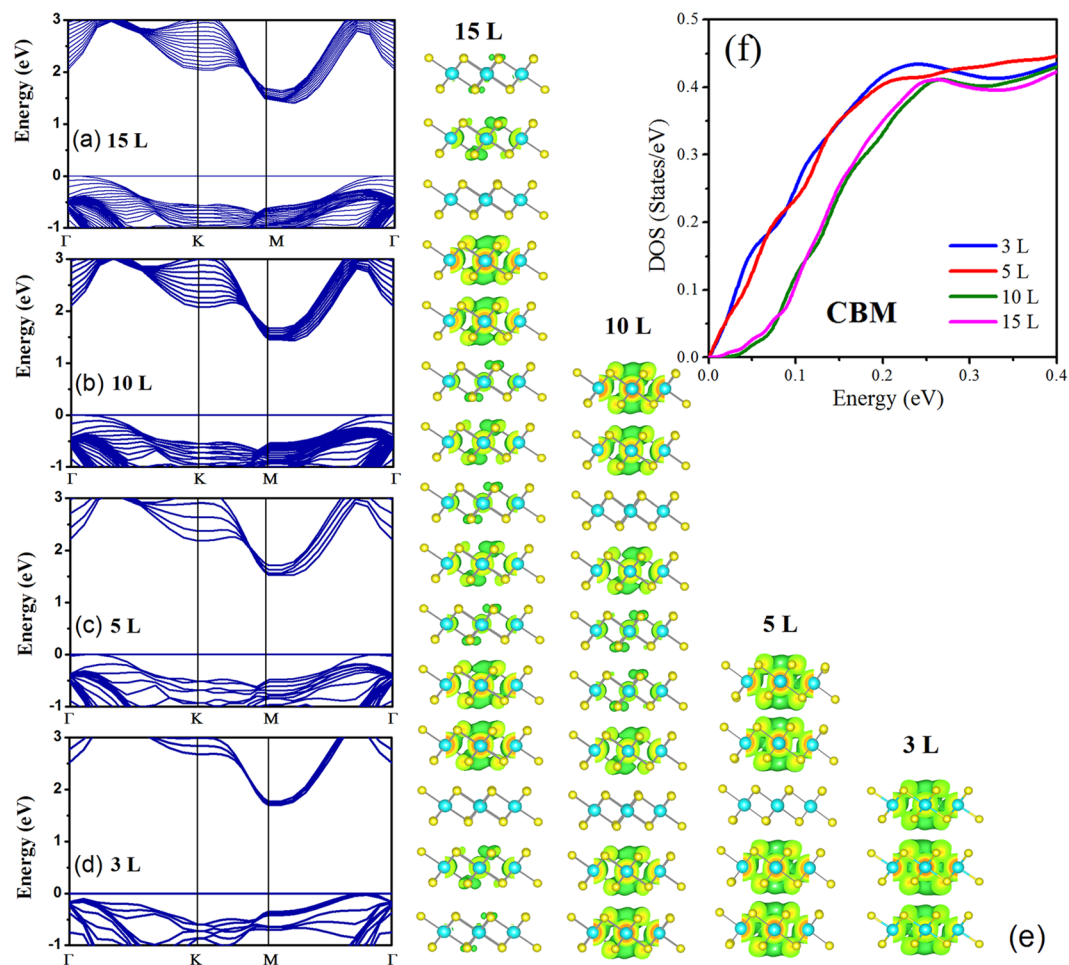 Energy (eV)
3
2
1
0
-1
(a) 15 L
Γ
K
M
Γ
Energy (eV)
3
2
1
0
-1
(b) 10 L
Γ
K
M
Γ
Energy (eV)
3
2
1
0
-1
(c) 5 L
Γ
K
M
Γ
Energy (eV)
3
2
1
0
-1
(d) 3 L
Γ
K
M
Γ
15 L
10 L
5 L
3 L
(e)
(f)
DOS (States/eV)
0.5
0.4
0.3
0.2
0.1
0.0
3 L
5 L
10 L
15 L
CBM
0.0
0.1
0.2
0.3
0.4
Energy (eV)